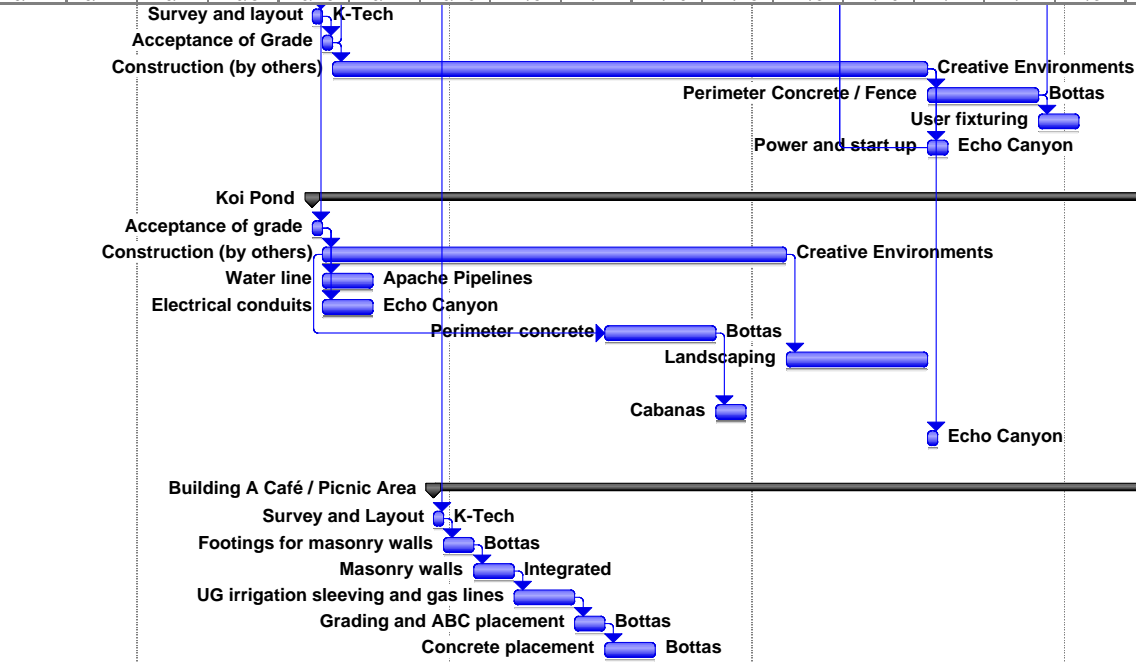 Survey and layout K-Tech
Acceptance of Grade
Construction (by others) Creative Environments
Perimeter Concrete / Fence Bottas
User fixturing
Power and start up Echo Canyon
Koi Pond
Acceptance of grade
Construction (by others) Creative Environments
Water line Apache Pipelines
Electrical conduits Echo Canyon
Perimeter concrete Bottas
Landscaping
Cabanas
Echo Canyon
Building A Café / Picnic Area
Survey and Layout K-Tech
Footings for masonry walls Bottas
Masonry walls Integrated
UG irrigation sleeving and gas lines
Grading and ABC placement Bottas
Concrete placement Bottas